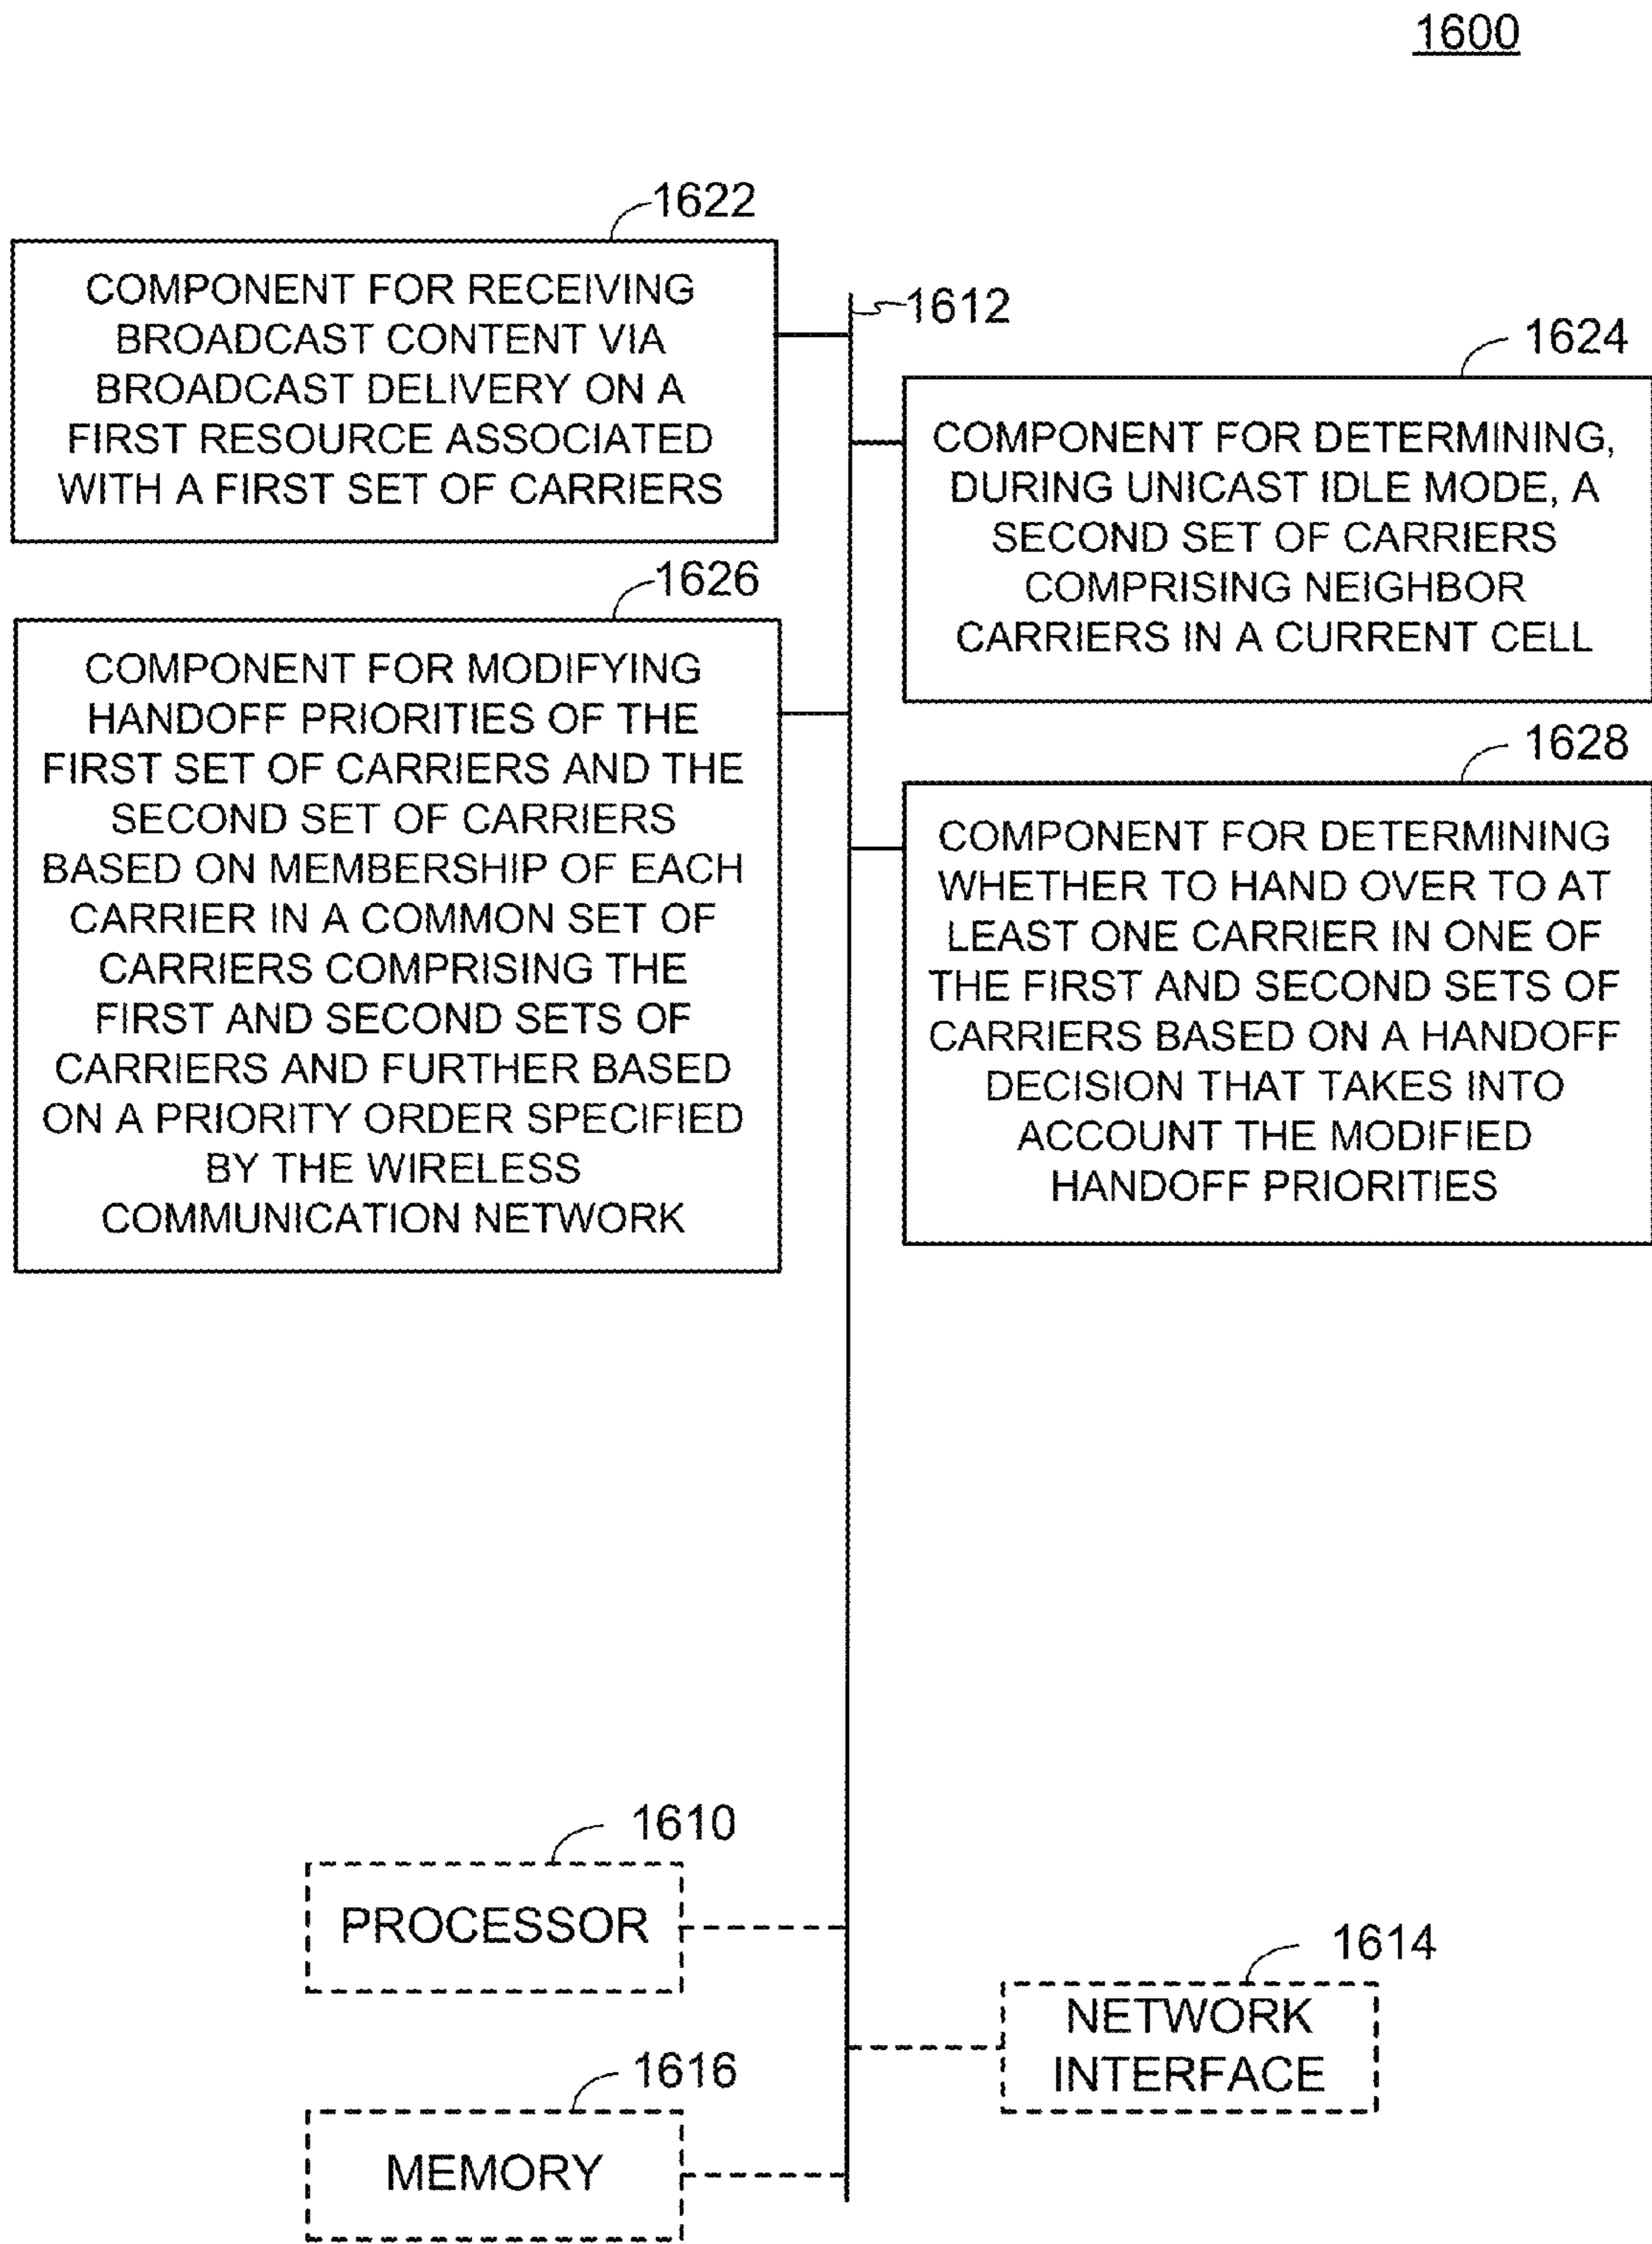 1600
1622
COMPONENT FOR RECEIVING
BROADCAST CONTENT VIA
BROADCAST DELIVERY ON A
FIRST RESOURCE ASSOCIATED
WITH A FIRST SET OF CARRIERS
1612
1624
COMPONENT FOR DETERMINING,
DURING UNICAST IDLE MODE, A
SECOND SET OF CARRIERS
COMPRISING NEIGHBOR
CARRIERS IN A CURRENT CELL
1626
COMPONENT FOR MODIFYING
HANDOFF PRIORITIES OF THE
FIRST SET OF CARRIERS AND THE
SECOND SET OF CARRIERS
BASED ON MEMBERSHIP OF EACH
CARRIER IN A COMMON SET OF
CARRIERS COMPRISING THE
FIRST AND SECOND SETS OF
CARRIERS AND FURTHER BASED
ON A PRIORITY ORDER SPECIFIED
BY THE WIRELESS
COMMUNICATION NETWORK
1628
COMPONENT FOR DETERMINING
WHETHER TO HAND OVER TO AT
LEAST ONE CARRIER IN ONE OF
THE FIRST AND SECOND SETS OF
CARRIERS BASED ON A HANDOFF
DECISION THAT TAKES INTO
ACCOUNT THE MODIFIED
HANDOFF PRIORITIES
1610
PROCESSOR
1614
NETWORK
INTERFACE
1616
MEMORY